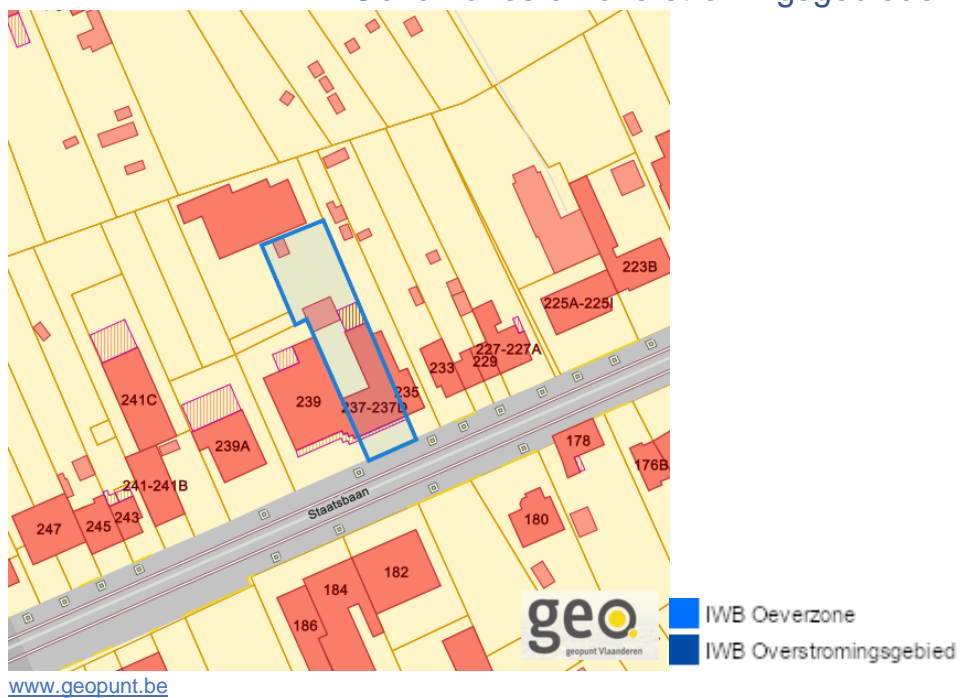 223B
225A-225I
227-227A
233
229
235
237-237D
239
241C
239A
241-241B
247
245
243
Staatsbaan
178
176B
180
182
184
186
geo
geopunt Vlaanderen
IWB Oeverzone
IWB Overstromingsgebied
www.geopunt.be